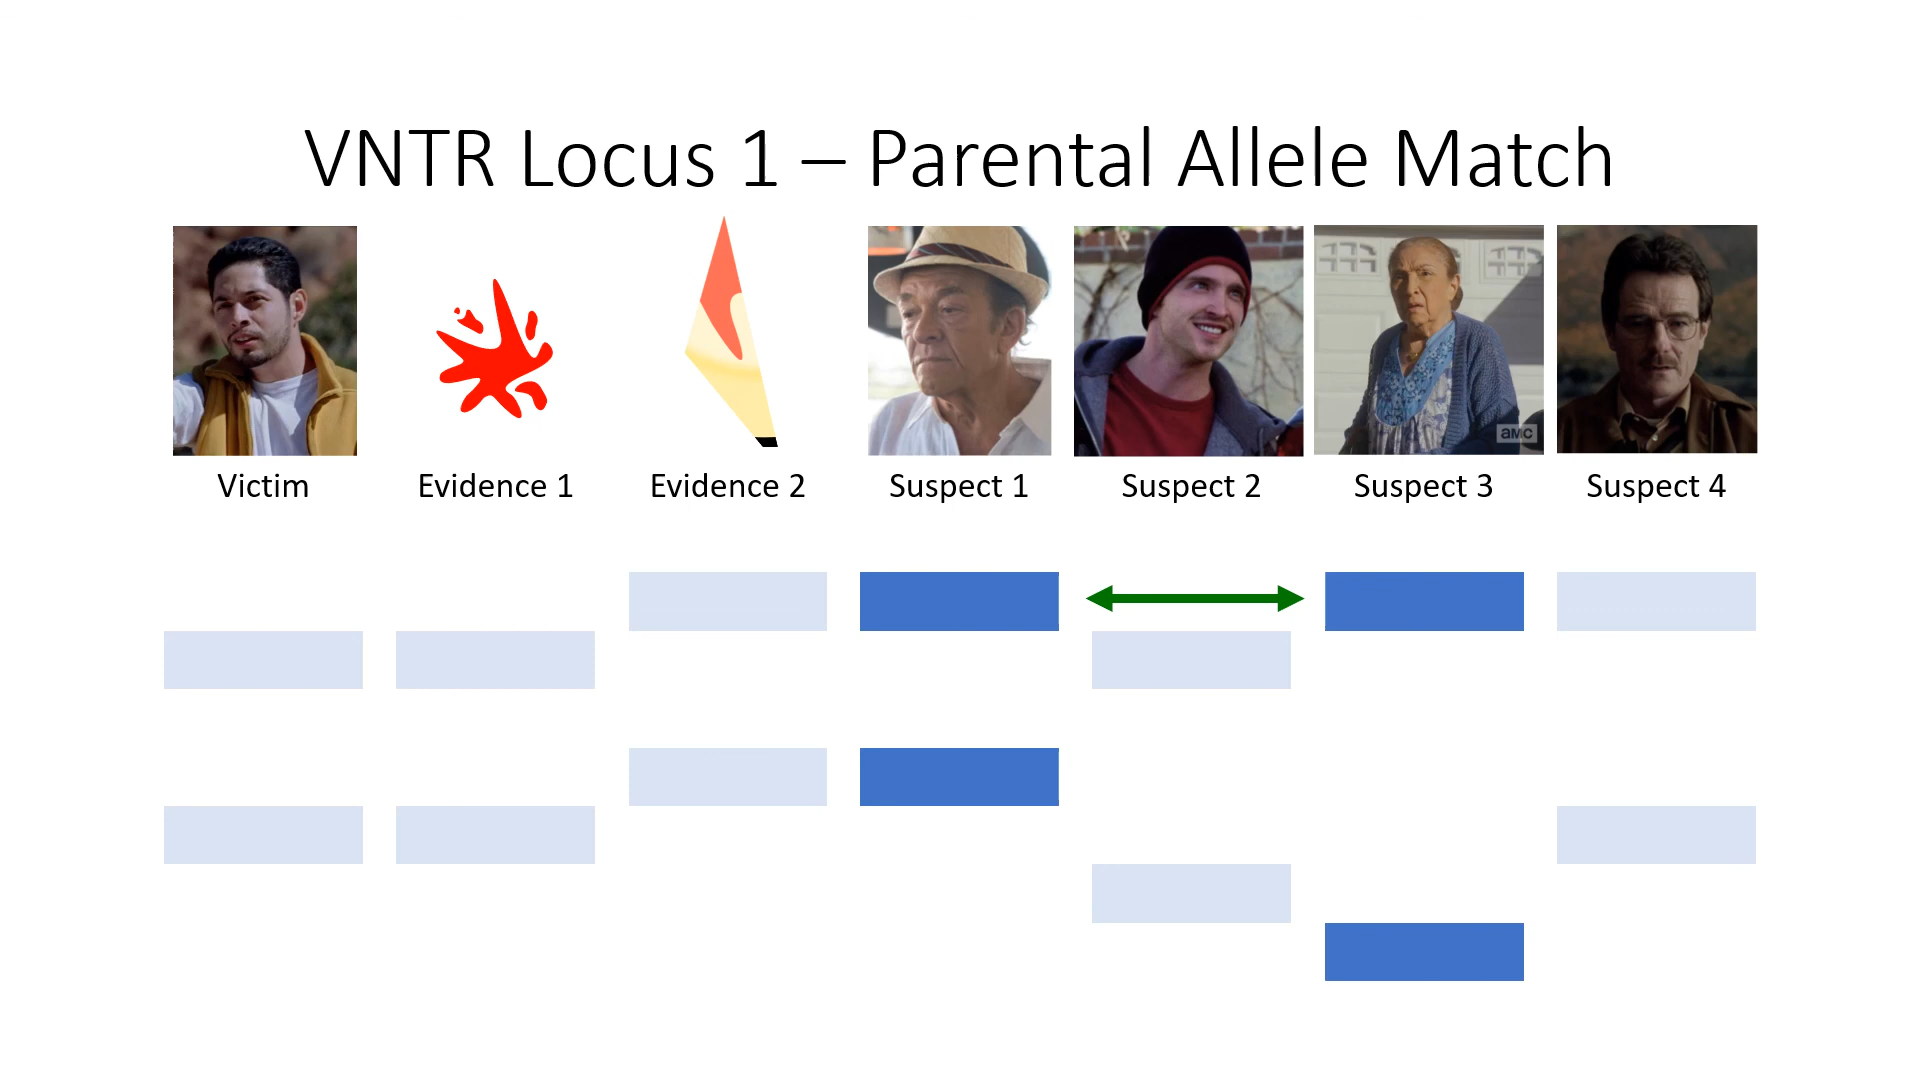 VNTR Locus 1 – Parental Allele Match
amc
Victim
Evidence 1
Evidence 2
Suspect 1
Suspect 2
Suspect 3
Suspect 4